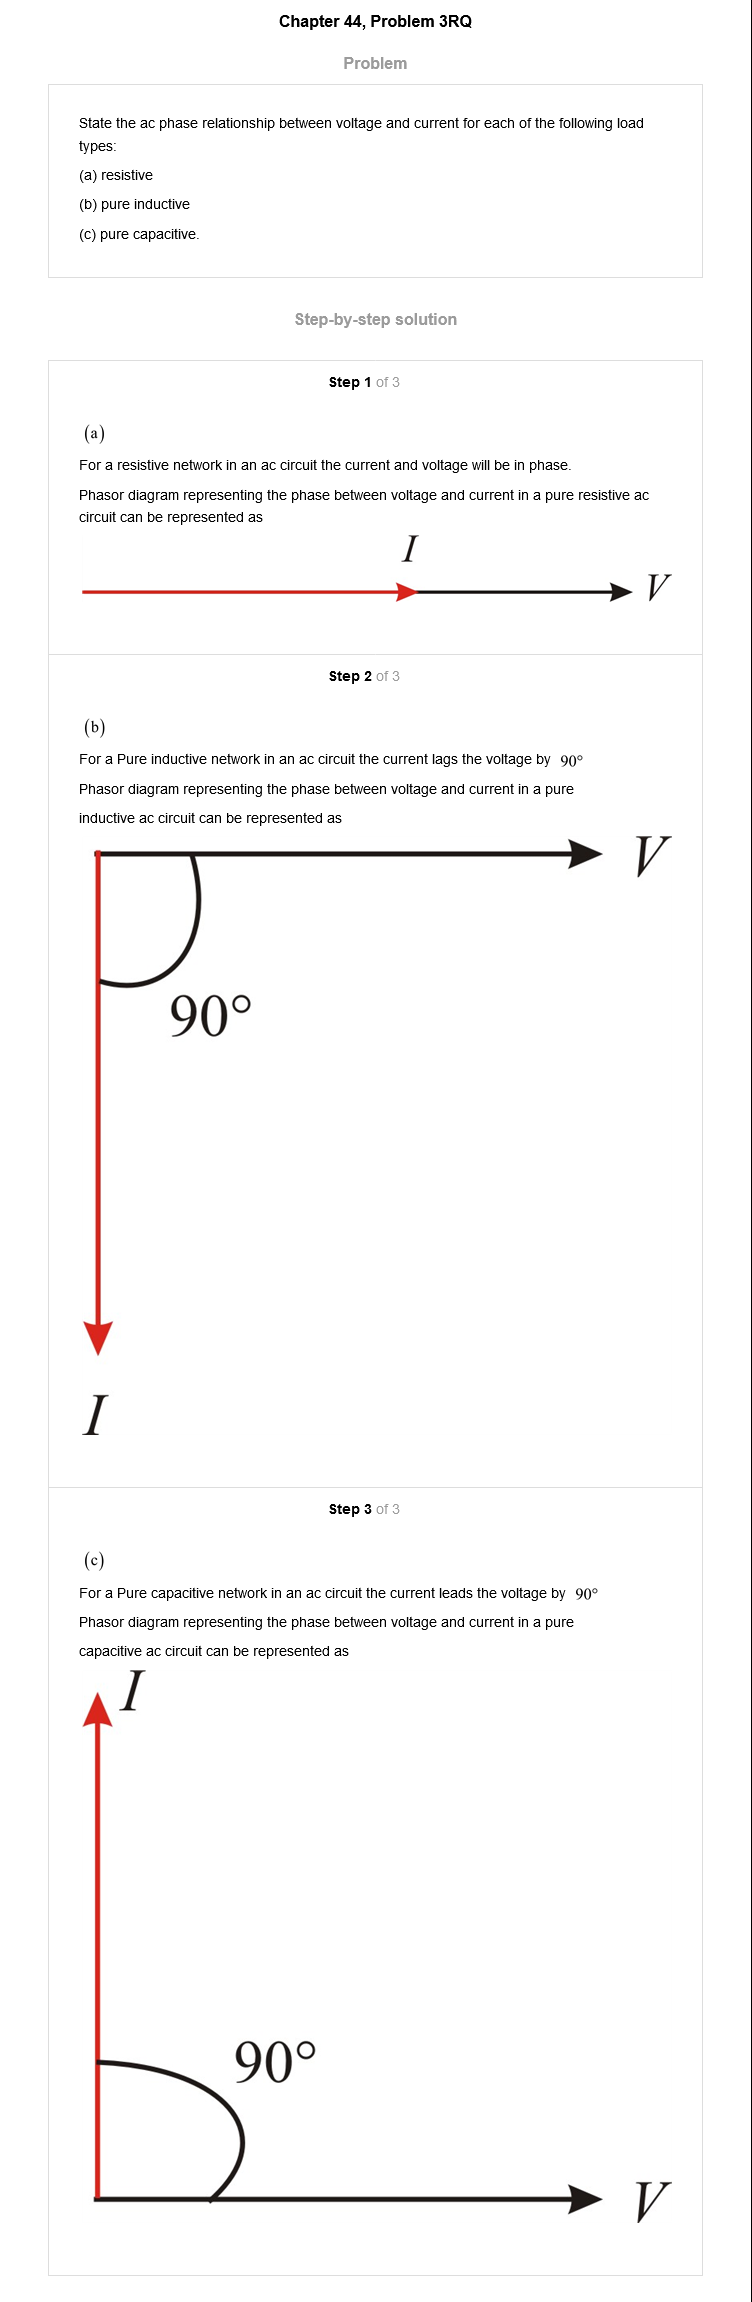 Chapter 44, Problem 3RQ
Problem
State the ac phase relationship between voltage and current for each of the following load
types:
(a) resistive
(b) pure inductive
(c) pure capacitive.
Step-by-step solution
Step 1 of 3
(a)
For a resistive network in an ac circuit the current and voltage will be in phase.
Phasor diagram representing the phase between voltage and current in a pure resistive ac
circuit can be represented as
I
V
Step 2 of 3
(b)
For a Pure inductive network in an ac circuit the current lags the voltage by 90°
Phasor diagram representing the phase between voltage and current in a pure
inductive ac circuit can be represented as
V
90°
I
Step 3 of 3
(c)
For a Pure capacitive network in an ac circuit the current leads the voltage by 90°
Phasor diagram representing the phase between voltage and current in a pure
capacitive ac circuit can be represented as
I
90°
V